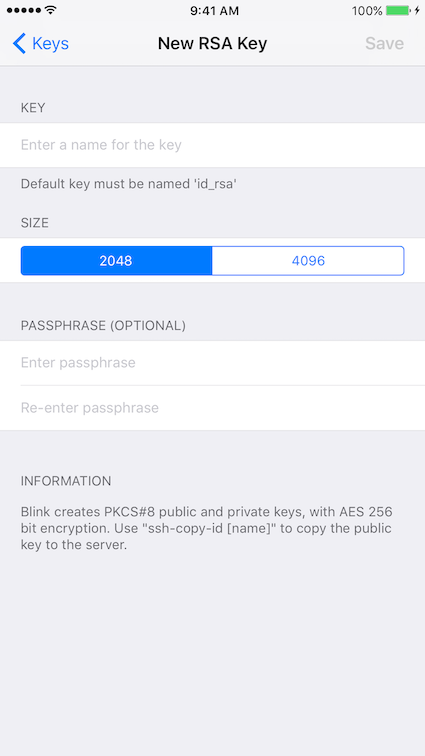 9:41 AM 100%
Keys New RSA Key Save
KEY
Enter a name for the key
Default key must be named 'id_rsa'
SIZE
2048 4096
PASSPHRASE (OPTIONAL)
Enter passphrase
Re-enter passphrase
INFORMATION
Blink creates PKCS#8 public and private keys, with AES 256
bit encryption. Use "ssh-copy-id [name]" to copy the public
key to the server.